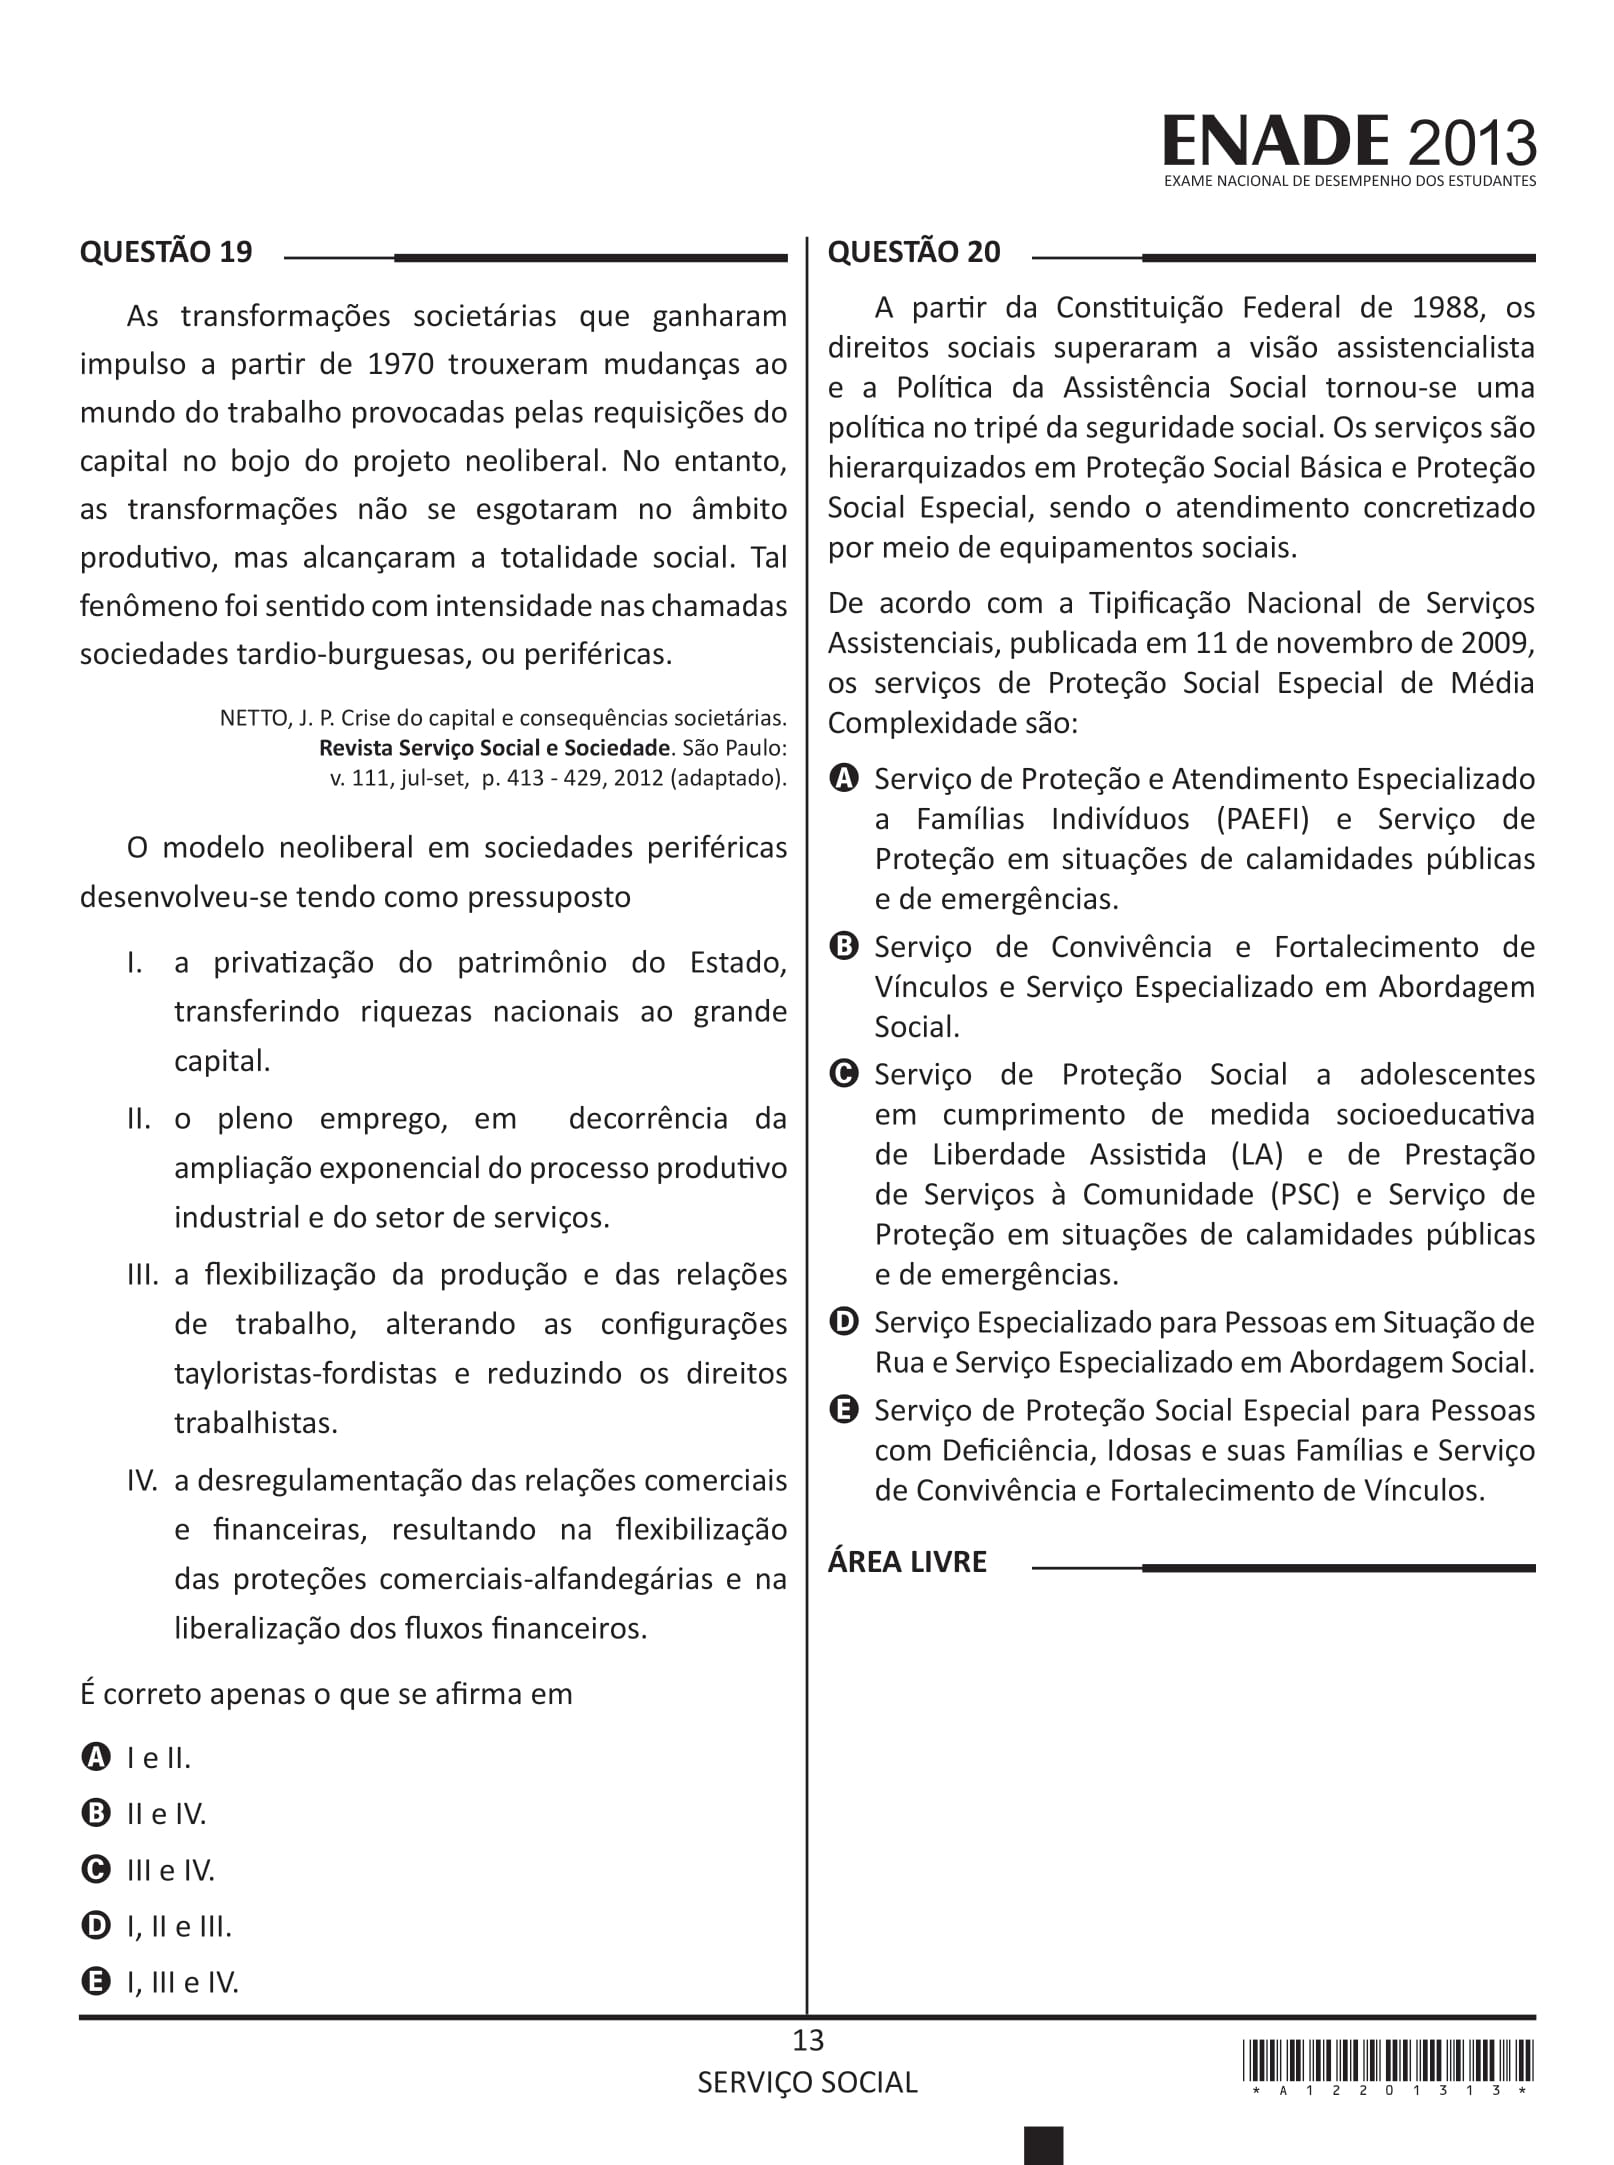 ENADE 2013
EXAME NACIONAL DE DESEMPENHO DOS ESTUDANTES
QUESTÃO 19
As transformações societárias que ganharam
impulso a partir de 1970 trouxeram mudanças ao
mundo do trabalho provocadas pelas requisições do
capital no bojo do projeto neoliberal. No entanto,
as transformações não se esgotaram no âmbito
produtivo, mas alcançaram a totalidade social. Tal
fenômeno foi sentido com intensidade nas chamadas
sociedades tardio-burguesas, ou periféricas.
NETTO, J. P. Crise do capital e consequências societárias.
Revista Serviço Social e Sociedade. São Paulo:
v. 111, jul-set, p. 413 - 429, 2012 (adaptado).
O modelo neoliberal em sociedades periféricas
desenvolveu-se tendo como pressuposto
I. a privatização do patrimônio do Estado,
transferindo riquezas nacionais ao grande
capital.
II. o pleno emprego, em decorrência da
ampliação exponencial do processo produtivo
industrial e do setor de serviços.
III. a flexibilização da produção e das relações
de trabalho, alterando as configurações
tayloristas-fordistas e reduzindo os direitos
trabalhistas.
IV. a desregulamentação das relações comerciais
e financeiras, resultando na flexibilização
das proteções comerciais-alfandegárias e na
liberalização dos fluxos financeiros.
É correto apenas o que se afirma em
A I e II.
B II e IV.
C III e IV.
D I, II e III.
E I, III e IV.
QUESTÃO 20
A partir da Constituição Federal de 1988, os
direitos sociais superaram a visão assistencialista
e a Política da Assistência Social tornou-se uma
política no tripé da seguridade social. Os serviços são
hierarquizados em Proteção Social Básica e Proteção
Social Especial, sendo o atendimento concretizado
por meio de equipamentos sociais.
De acordo com a Tipificação Nacional de Serviços
Assistenciais, publicada em 11 de novembro de 2009,
os serviços de Proteção Social Especial de Média
Complexidade são:
A Serviço de Proteção e Atendimento Especializado
a Famílias Indivíduos (PAEFI) e Serviço de
Proteção em situações de calamidades públicas
e de emergências.
B Serviço de Convivência e Fortalecimento de
Vínculos e Serviço Especializado em Abordagem
Social.
C Serviço de Proteção Social a adolescentes
em cumprimento de medida socioeducativa
de Liberdade Assistida (LA) e de Prestação
de Serviços à Comunidade (PSC) e Serviço de
Proteção em situações de calamidades públicas
e de emergências.
D Serviço Especializado para Pessoas em Situação de
Rua e Serviço Especializado em Abordagem Social.
E Serviço de Proteção Social Especial para Pessoas
com Deficiência, Idosas e suas Famílias e Serviço
de Convivência e Fortalecimento de Vínculos.
ÁREA LIVRE
13
SERVIÇO SOCIAL
* A 1 2 2 0 1 3 1 3 *